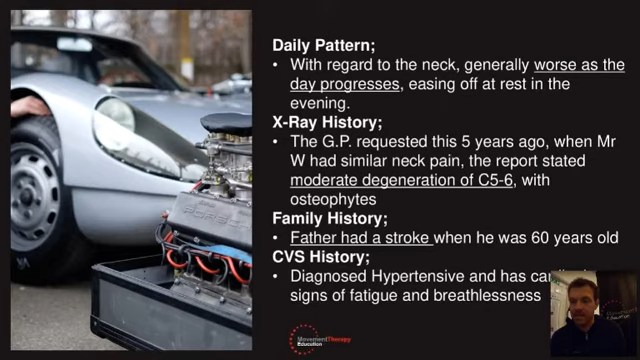 Daily Pattern;
• With regard to the neck, generally worse as the
day progresses, easing off at rest in the
evening.
X-Ray History;
• The G.P. requested this 5 years ago, when Mr
W had similar neck pain, the report stated
moderate degeneration of C5-6, with
osteophytes
Family History;
• Father had a stroke when he was 60 years old
CVS History;
• Diagnosed Hypertensive and has
signs of fatigue and breathlessness
PORSCHE
MovementTherapy
Education